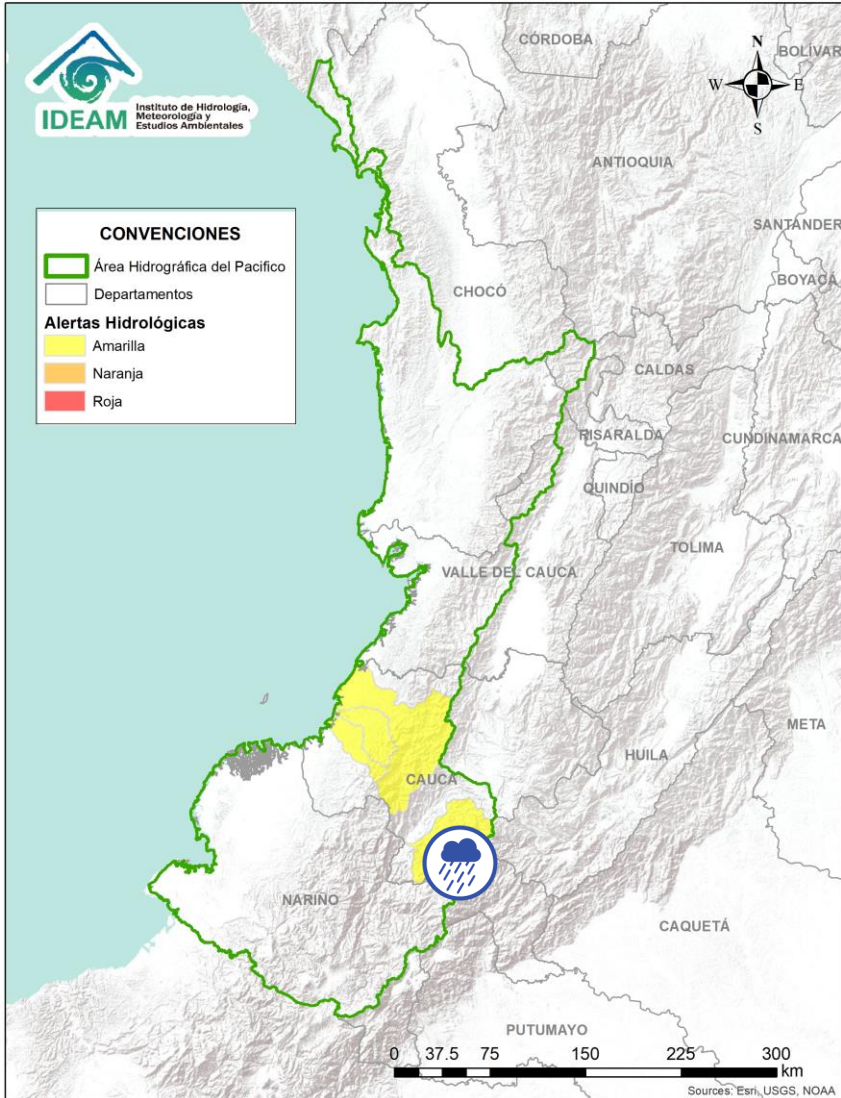 IDEAM
Instituto de Hidrología,
Meteorología y
Estudios Ambientales
CONVENCIONES
Área Hidrográfica del Pacifico
Departamentos
Alertas Hidrológicas
Amarilla
Naranja
Roja
N
W E
S
CÓRDOBA
BOLÍVAR
ANTIOQUIA
SANTANDER
BOYACÁ
CHOCÓ
CALDAS
RISARALDA
CUNDINAMARCA
QUINDÍO
TOLIMA
VALLE DEL CAUCA
META
HUILA
CAUCA
NARIÑO
CAQUETÁ
PUTUMAYO
0 37.5 75 150 225 300
km
Sources: Esri, USGS, NOAA